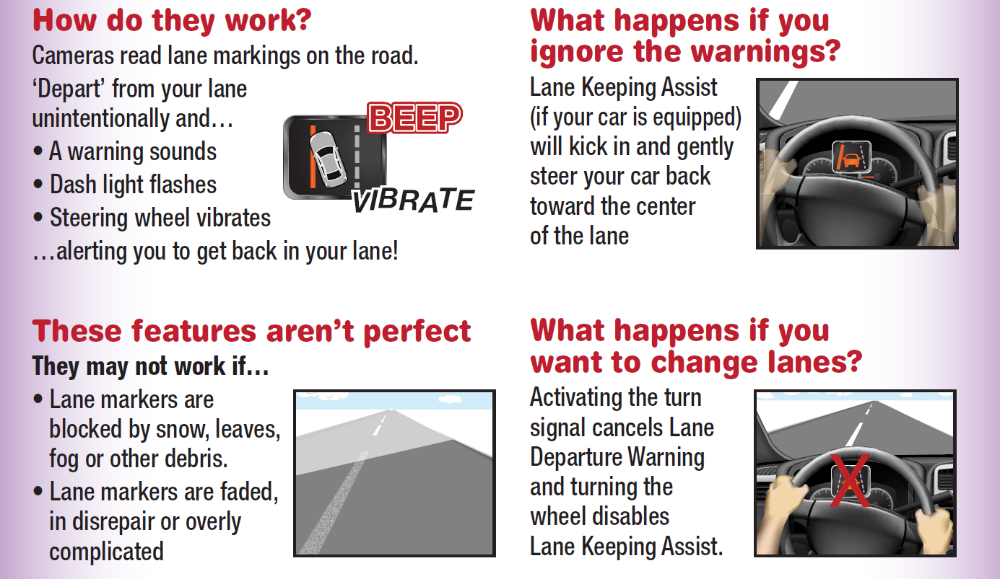 How do they work?
Cameras read lane markings on the road.
‘Depart’ from your lane
unintentionally and…
• A warning sounds
• Dash light flashes
• Steering wheel vibrates
…alerting you to get back in your lane!
BEEP
VIBRATE
What happens if you
ignore the warnings?
Lane Keeping Assist
(if your car is equipped)
will kick in and gently
steer your car back
toward the center
of the lane
These features aren’t perfect
They may not work if…
• Lane markers are
blocked by snow, leaves,
fog or other debris.
• Lane markers are faded,
in disrepair or overly
complicated
What happens if you
want to change lanes?
Activating the turn
signal cancels Lane
Departure Warning
and turning the
wheel disables
Lane Keeping Assist.
X